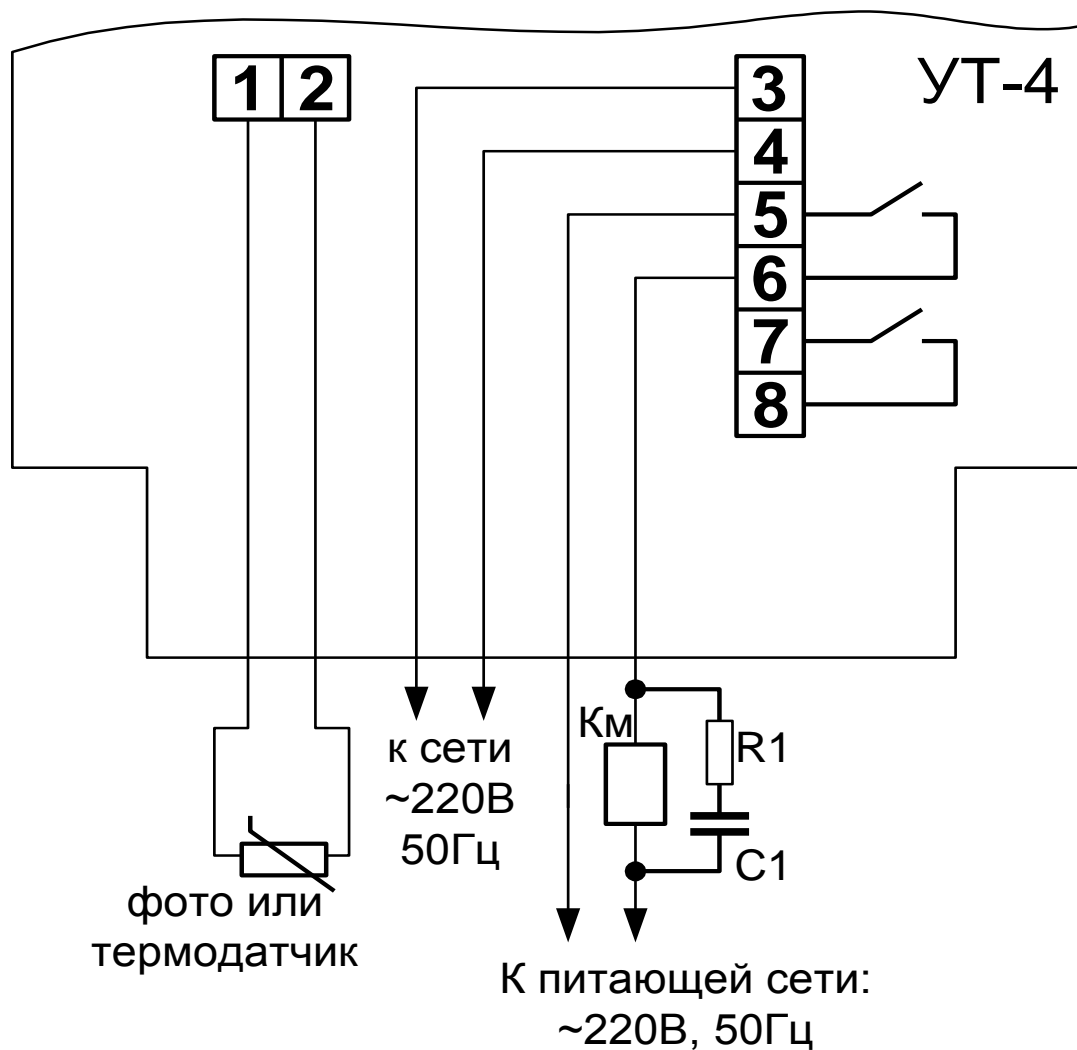 1 2
3
УТ-4
4
5
6
7
8
Км
R1
C1
к сети
~220В
50Гц
фото или
термодатчик
К питающей сети:
~220В, 50Гц